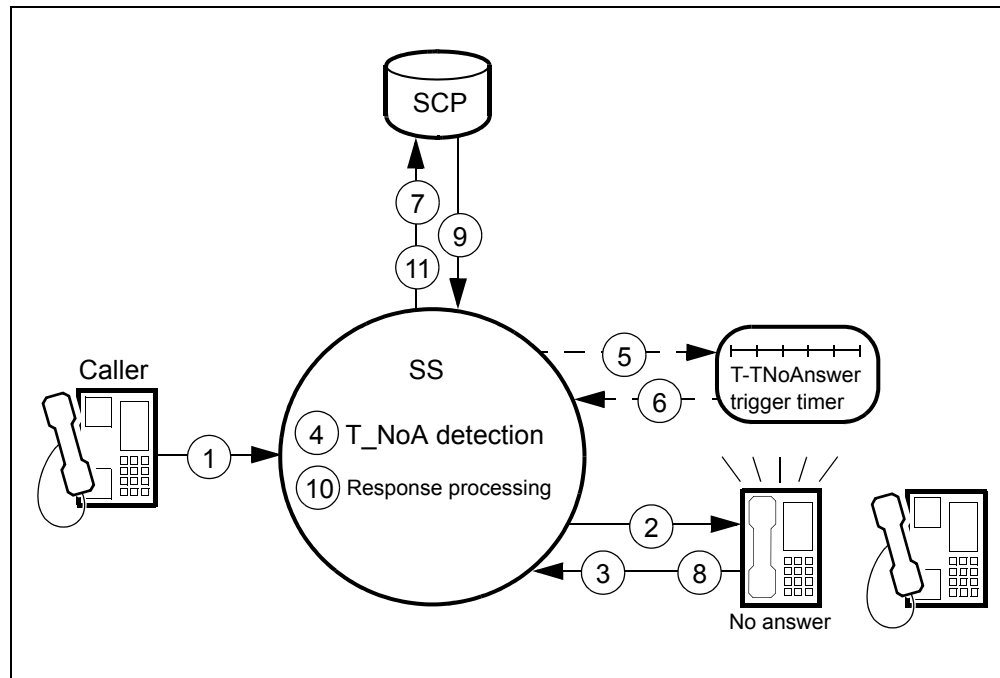 SCP
7
9
11
SS
5
T-TNoAnswer
trigger timer
6
Caller
4 T_NoA detection
1
10 Response processing
2
3
8
No answer